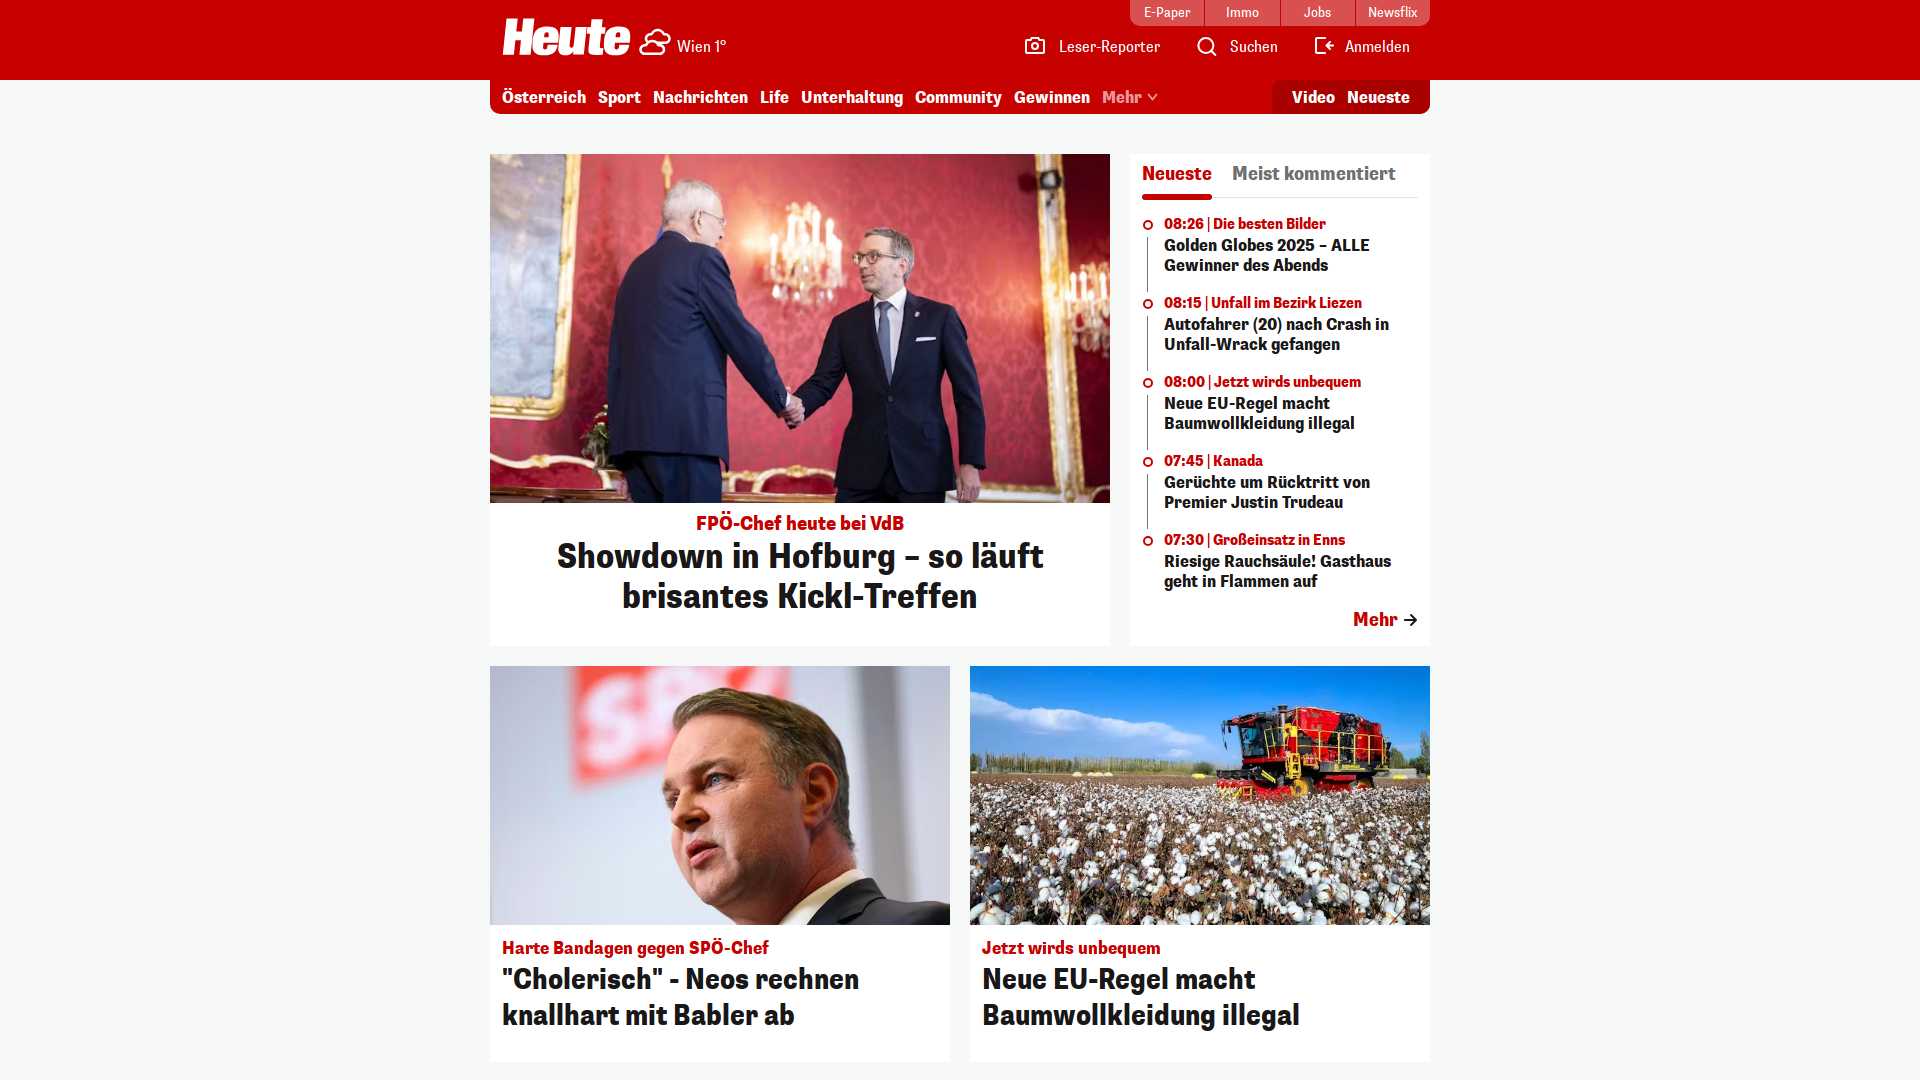 E-Paper
Immo
Jobs
Newsflix
Heute
Wien 1°
Leser-Reporter
Suchen
Anmelden
Österreich
Sport
Nachrichten
Life
Unterhaltung
Community
Gewinnen
Mehr
Video
Neueste
FPÖ-Chef heute bei VdB
Showdown in Hofburg – so läuft
brisantes Kickl-Treffen
Neueste
Meist kommentiert
08:26 | Die besten Bilder
Golden Globes 2025 – ALLE
Gewinner des Abends
08:15 | Unfall im Bezirk Liezen
Autofahrer (20) nach Crash in
Unfall-Wrack gefangen
08:00 | Jetzt wirds unbequem
Neue EU-Regel macht
Baumwollkleidung illegal
07:45 | Kanada
Gerüchte um Rücktritt von
Premier Justin Trudeau
07:30 | Großeinsatz in Enns
Riesige Rauchsäule! Gasthaus
geht in Flammen auf
Mehr
SPÖ
Harte Bandagen gegen SPÖ-Chef
"Cholerisch" - Neos rechnen
knallhart mit Babler ab
Jetzt wirds unbequem
Neue EU-Regel macht
Baumwollkleidung illegal